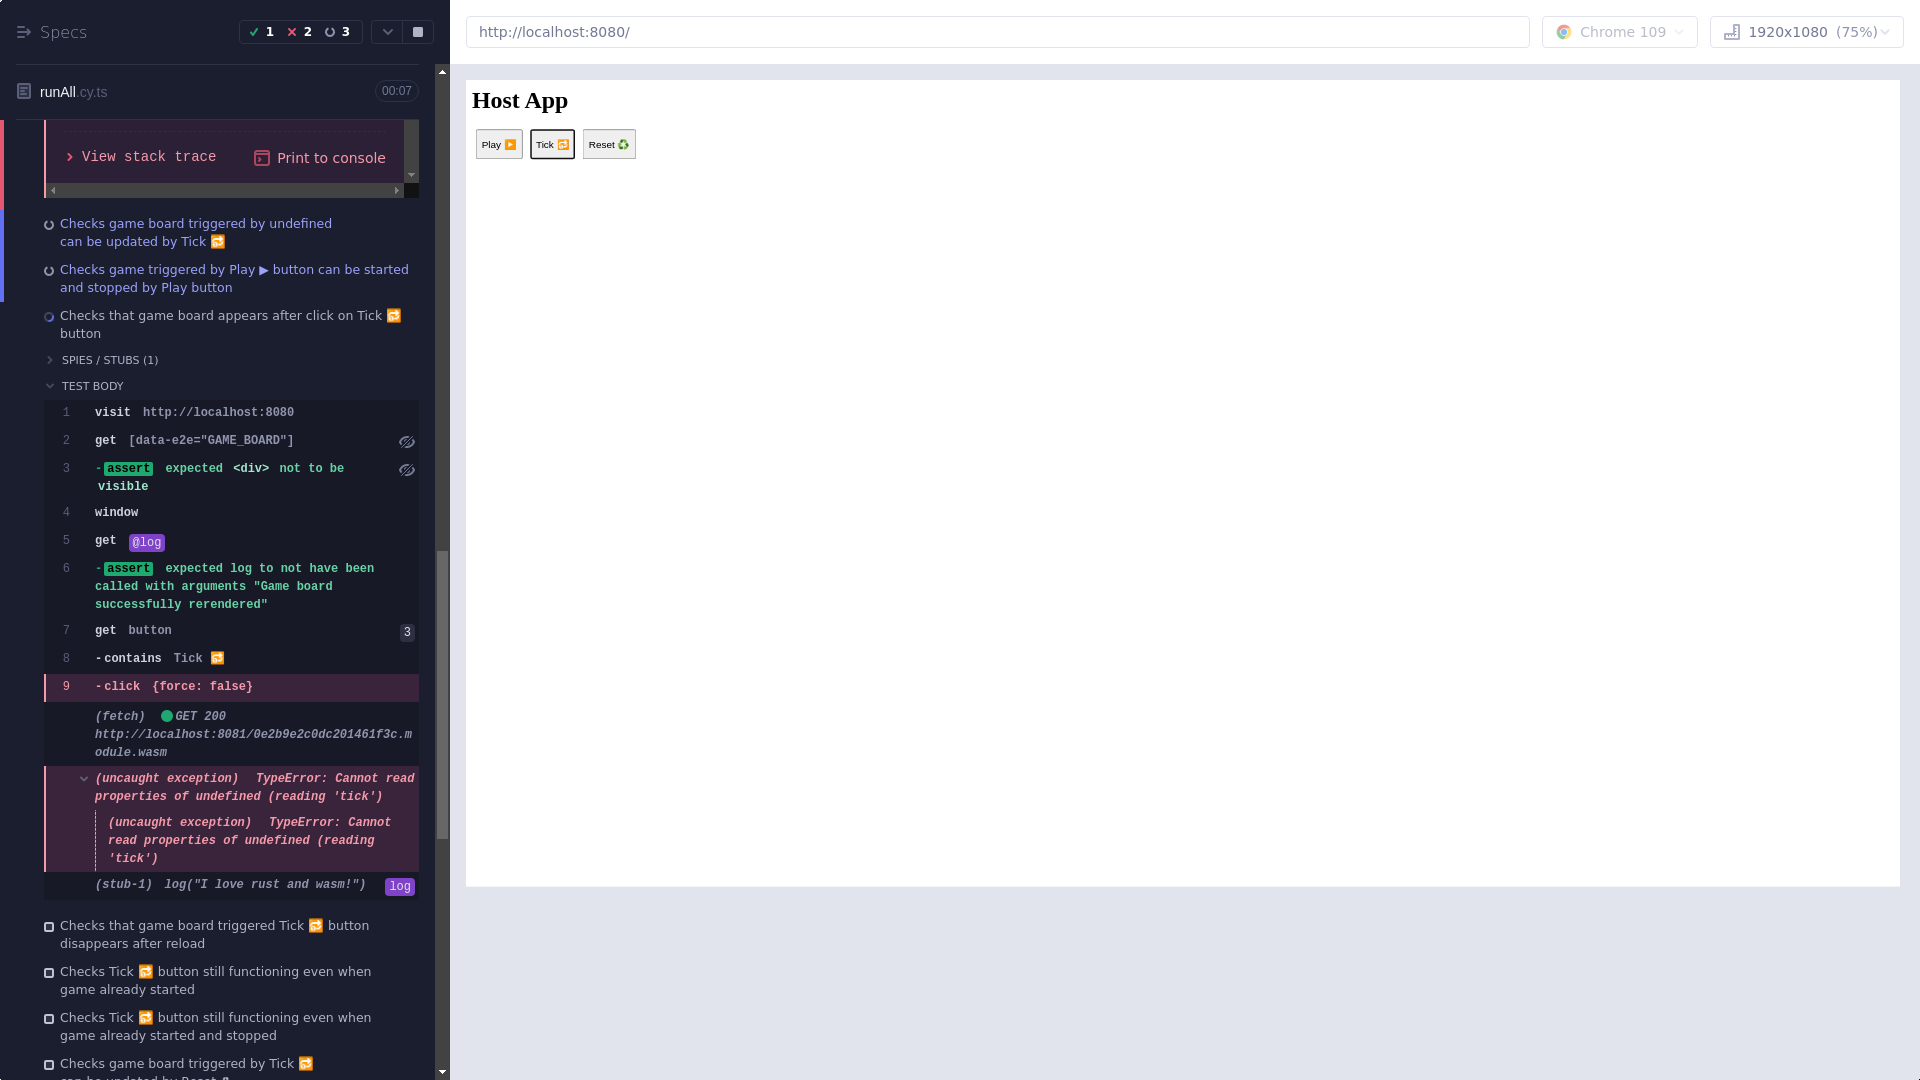 Specs
1 2 3
http://localhost:8080/
Chrome 109
1920x1080 (75%)
runAll.cy.ts
00:07
View stack trace
Print to console
Checks game board triggered by undefined
can be updated by Tick 🔁
Checks game triggered by Play ▶ button can be started
and stopped by Play button
Checks that game board appears after click on Tick 🔁
button
SPIES / STUBS (1)
TEST BODY
1 visit http://localhost:8080
2 get [data-e2e="GAME_BOARD"]
3 -assert expected <div> not to be
visible
4 window
5 get @log
6 -assert expected log to not have been
called with arguments "Game board
successfully rerendered"
7 get button 3
8 -contains Tick 🔁
9 -click {force: false}
(fetch) GET 200
http://localhost:8081/0e2b9e2c0dc201461f3c.m
odule.wasm
(uncaught exception) TypeError: Cannot read
properties of undefined (reading 'tick')
(uncaught exception) TypeError: Cannot
read properties of undefined (reading
'tick')
(stub-1) log("I love rust and wasm!") log
Checks that game board triggered Tick 🔁 button
disappears after reload
Checks Tick 🔁 button still functioning even when
game already started
Checks Tick 🔁 button still functioning even when
game already started and stopped
Checks game board triggered by Tick 🔁
can be updated by Reset
Host App
Play ▶️ Tick 🔁 Reset ♻️